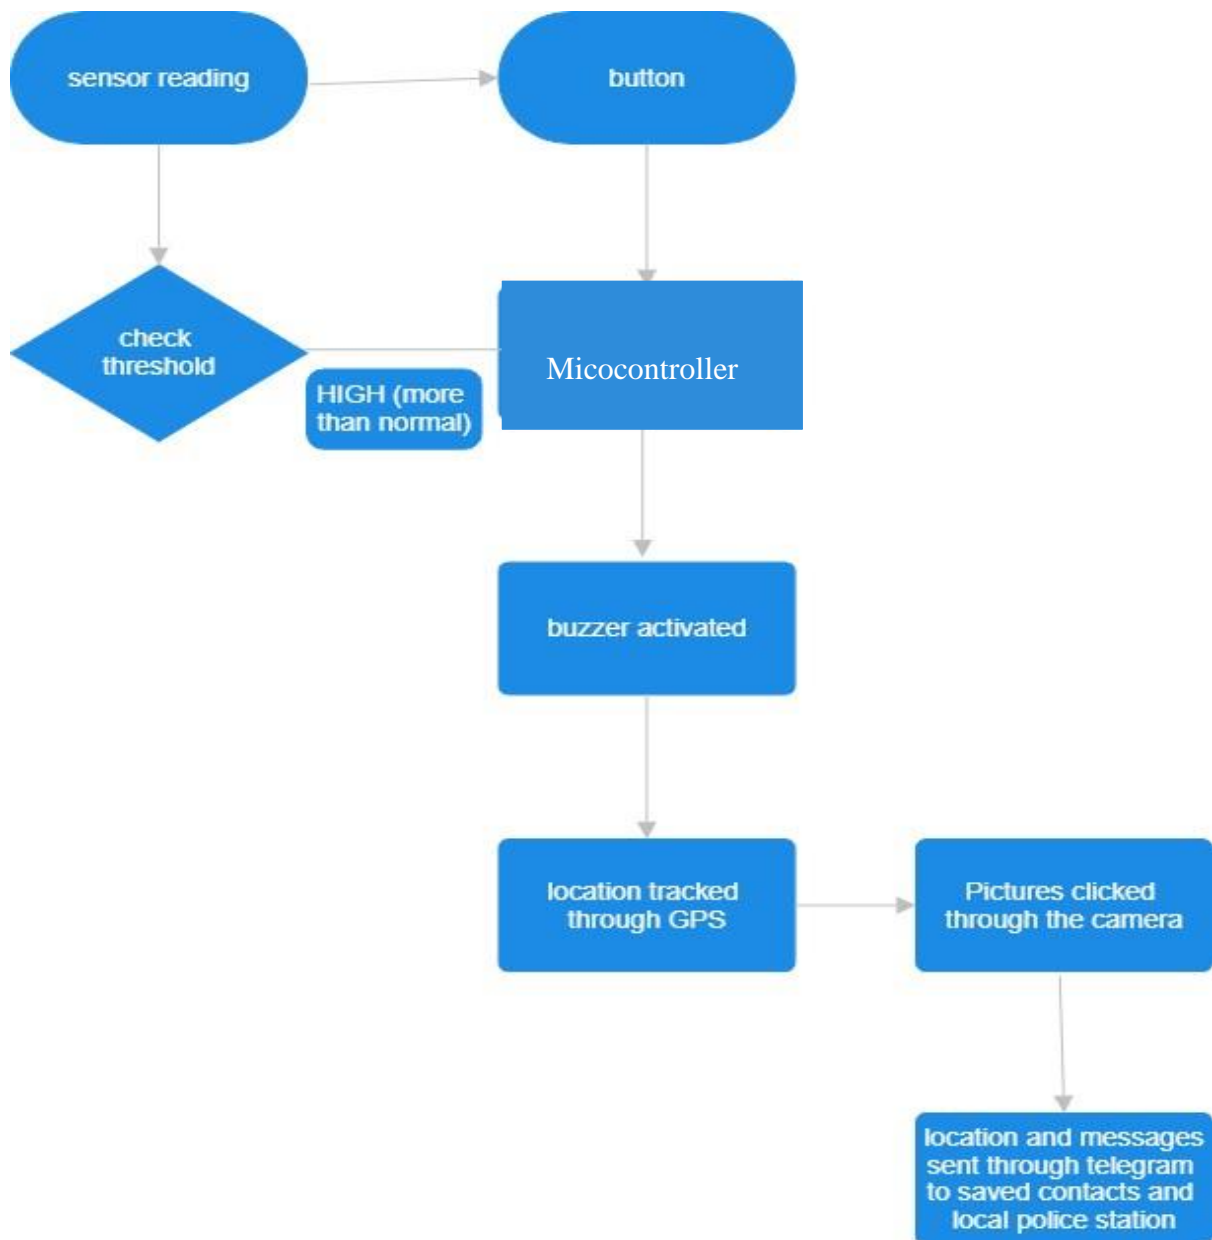 sensor reading
button
check
threshold
HIGH (more
than normal)
Micocontroller
buzzer activated
location tracked
through GPS
Pictures clicked
through the camera
location and messages
sent through telegram
to saved contacts and
local police station